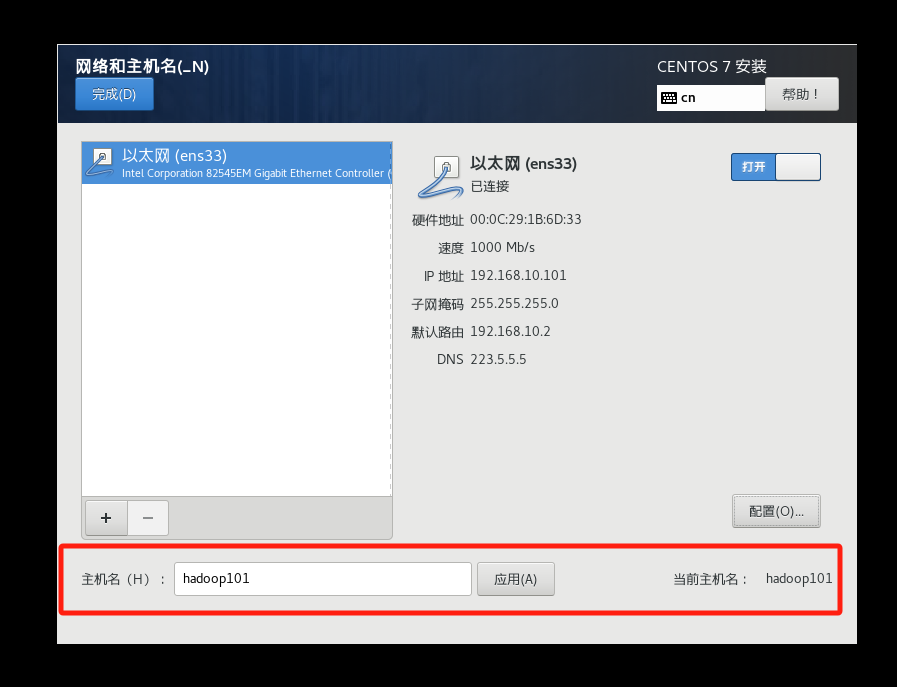 网络和主机名(_N)
CENTOS 7 安装
完成(D)
cn
帮助！
以太网 (ens33)
Intel Corporation 82545EM Gigabit Ethernet Controller (
以太网 (ens33)
已连接
打开
硬件地址 00:0C:29:1B:6D:33
速度 1000 Mb/s
IP 地址 192.168.10.101
子网掩码 255.255.255.0
默认路由 192.168.10.2
DNS 223.5.5.5
+ −
配置(O)...
主机名（H）： hadoop101 应用(A) 当前主机名： hadoop101